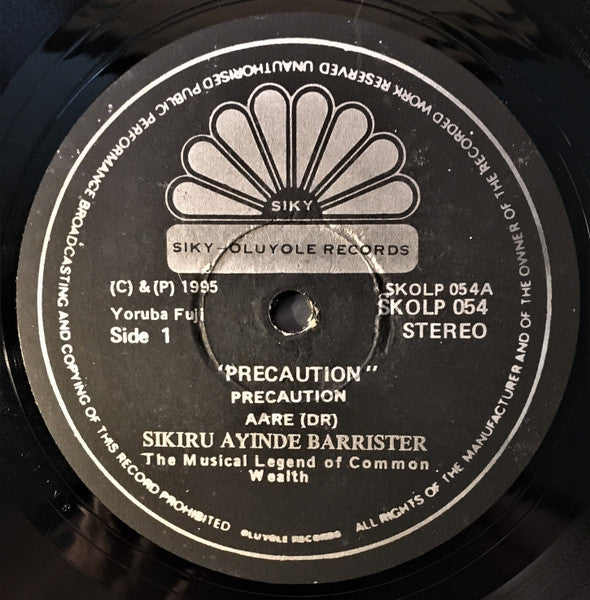 ALL RIGHTS OF THE MANUFACTURER AND OF THE OWNER OF THE RECORDED WORK RESERVED UNAUTHORISED PUBLIC PERFORMANCE BROADCASTING AND COPYING OF THIS RECORD PROHIBITED
SIKY
SIKY-OLUYOLE RECORDS
(C) & (P) 1995
SKOLP 054A
SKOLP 054
Yoruba Fuji
Side 1
STEREO
'PRECAUTION"
PRECAUTION
AARE (DR)
SIKIRU AYINDE BARRISTER
The Musical Legend of Common
Wealth
OLUYOLE RECORDS